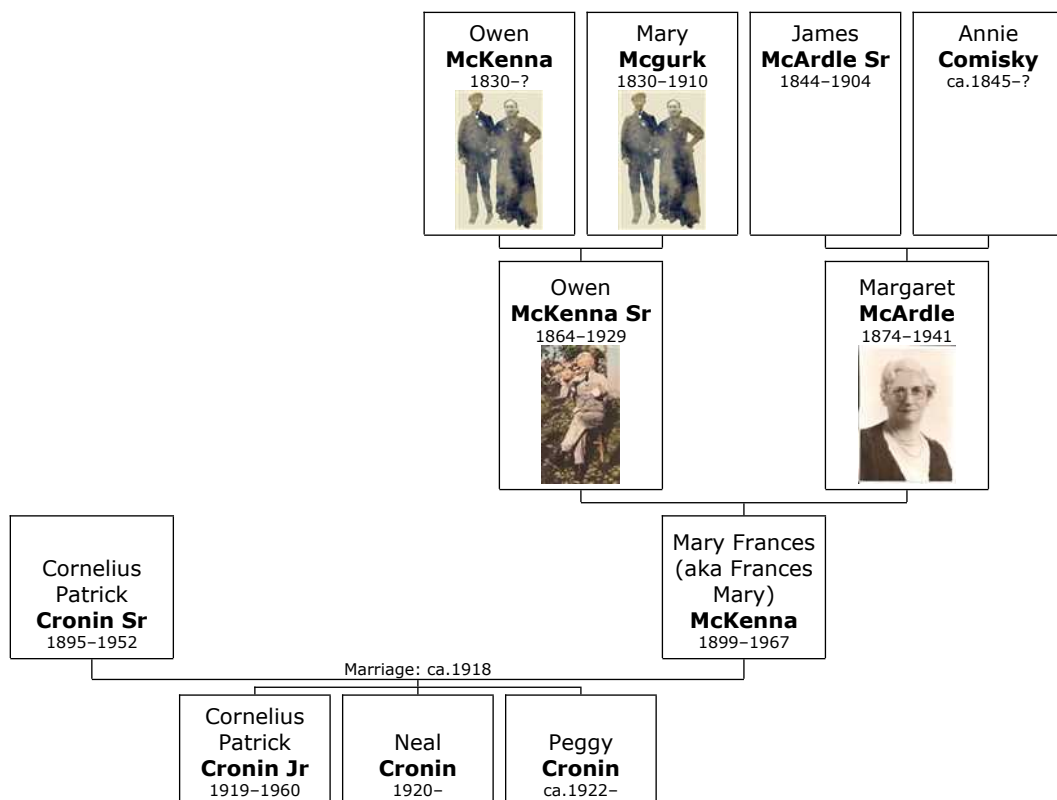 Owen
McKenna
1830–?
Mary
Mcgurk
1830–1910
James
McArdle Sr
1844–1904
Annie
Comisky
ca.1845–?
Owen
McKenna Sr
1864–1929
Margaret
McArdle
1874–1941
Cornelius
Patrick
Cronin Sr
1895–1952
Mary Frances
(aka Frances
Mary)
McKenna
1899–1967
Marriage: ca.1918
Cornelius
Patrick
Cronin Jr
1919–1960
Neal
Cronin
1920–
Peggy
Cronin
ca.1922–